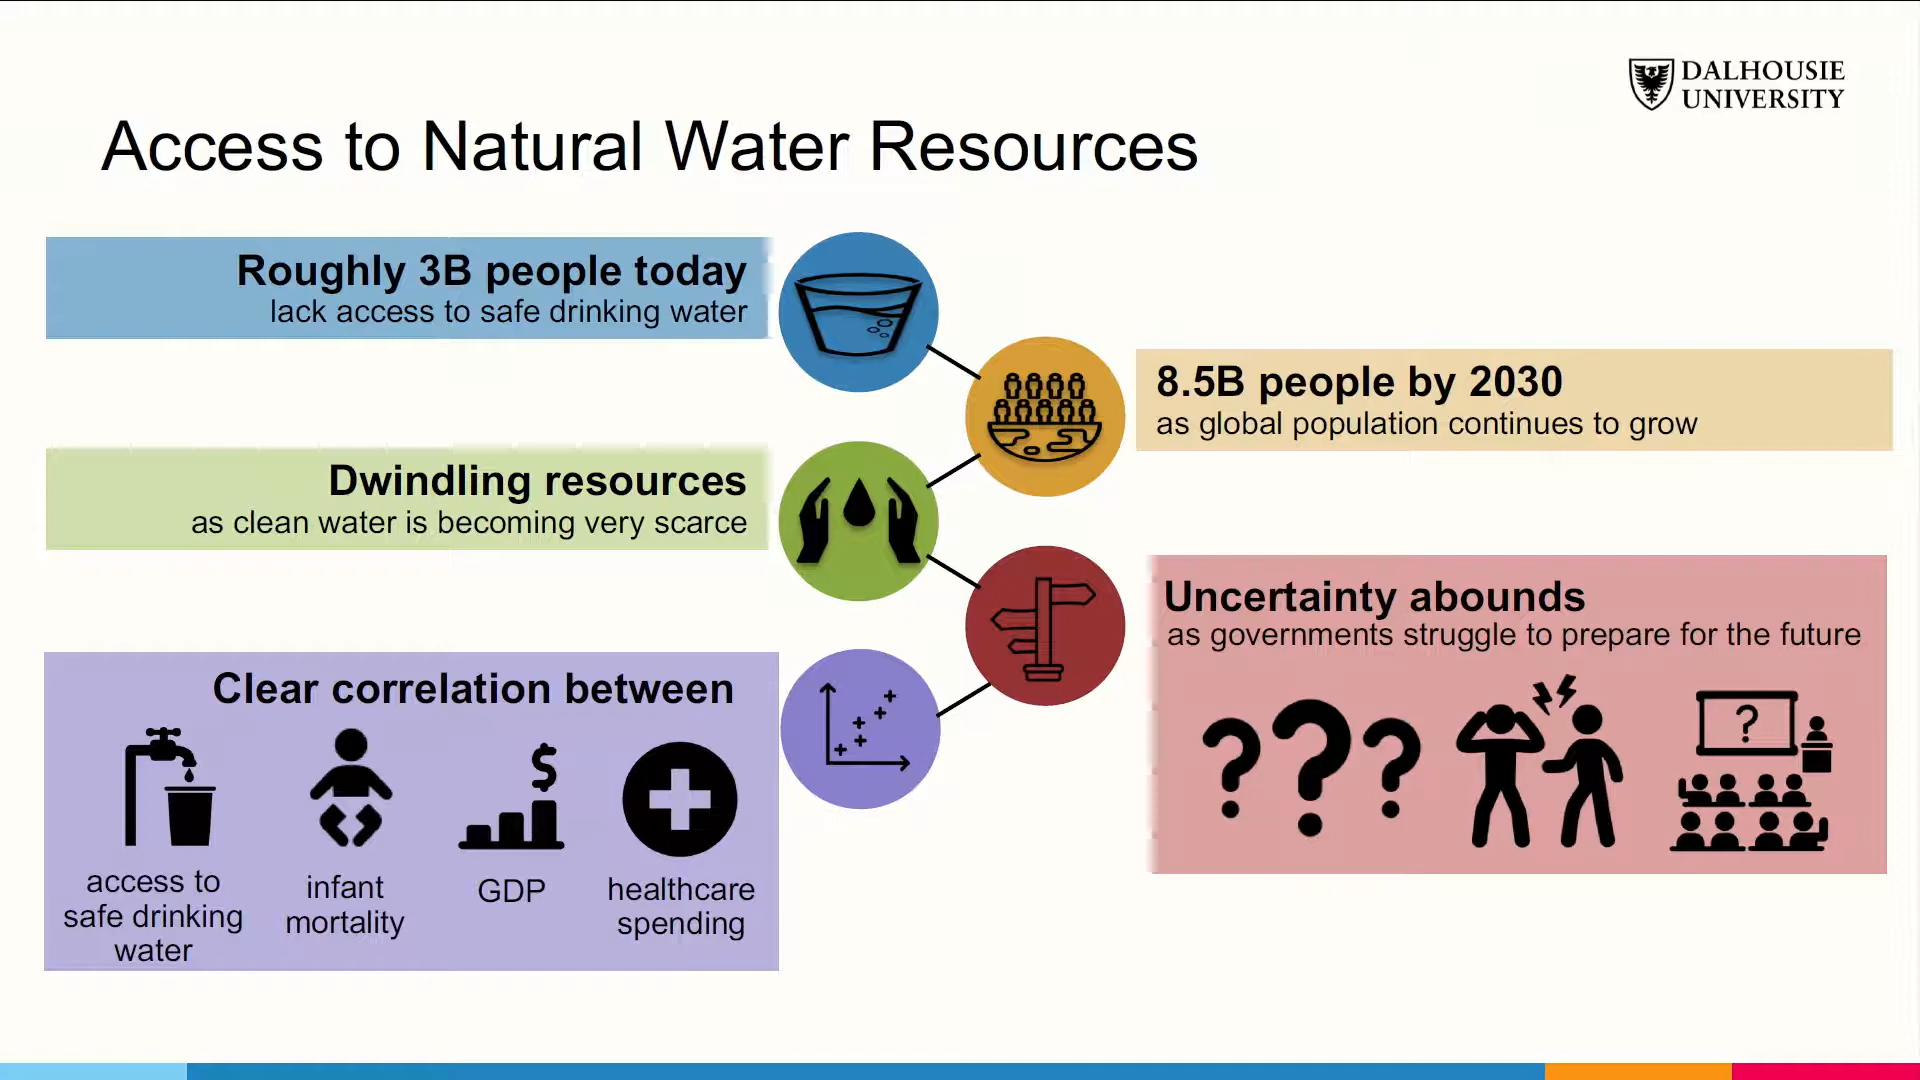 DALHOUSIE
UNIVERSITY
Access to Natural Water Resources
Roughly 3B people today
lack access to safe drinking water
8.5B people by 2030
as global population continues to grow
Dwindling resources
as clean water is becoming very scarce
Uncertainty abounds
as governments struggle to prepare for the future
? ? ?
?
Clear correlation between
$
access to
safe drinking
water
infant
mortality
GDP
healthcare
spending